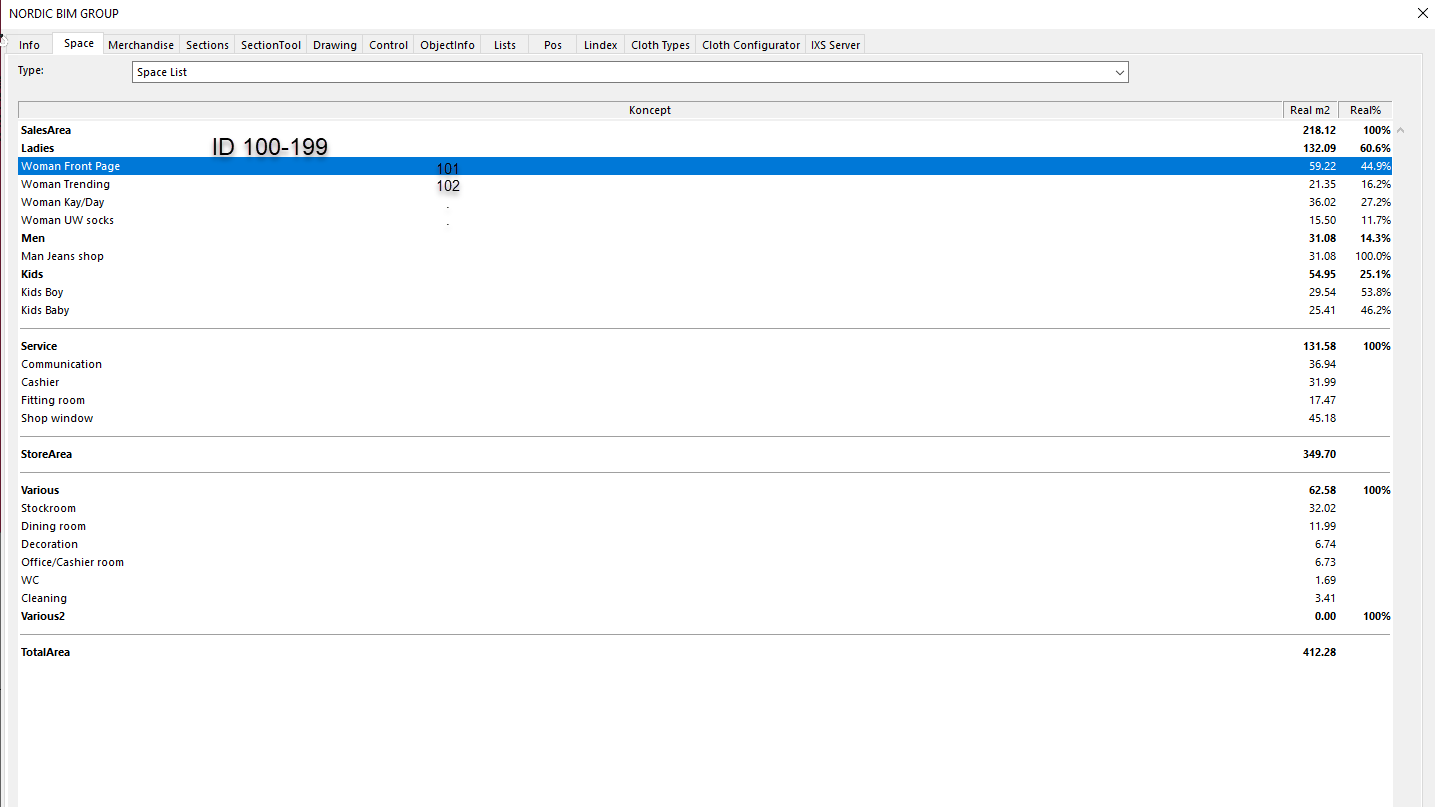 NORDIC BIM GROUP
Info Space Merchandise Sections SectionTool Drawing Control ObjectInfo Lists Pos Lindex Cloth Types Cloth Configurator IXS Server
Type: Space List
Koncept Real m2 Real%
SalesArea 218.12 100%
Ladies ID 100-199 132.09 60.6%
Woman Front Page 101 59.22 44.9%
Woman Trending 102 21.35 16.2%
Woman Kay/Day . 36.02 27.2%
Woman UW socks . 15.50 11.7%
Men 31.08 14.3%
Man Jeans shop 31.08 100.0%
Kids 54.95 25.1%
Kids Boy 29.54 53.8%
Kids Baby 25.41 46.2%
Service 131.58 100%
Communication 36.94
Cashier 31.99
Fitting room 17.47
Shop window 45.18
StoreArea 349.70
Various 62.58 100%
Stockroom 32.02
Dining room 11.99
Decoration 6.74
Office/Cashier room 6.73
WC 1.69
Cleaning 3.41
Various2 0.00 100%
TotalArea 412.28